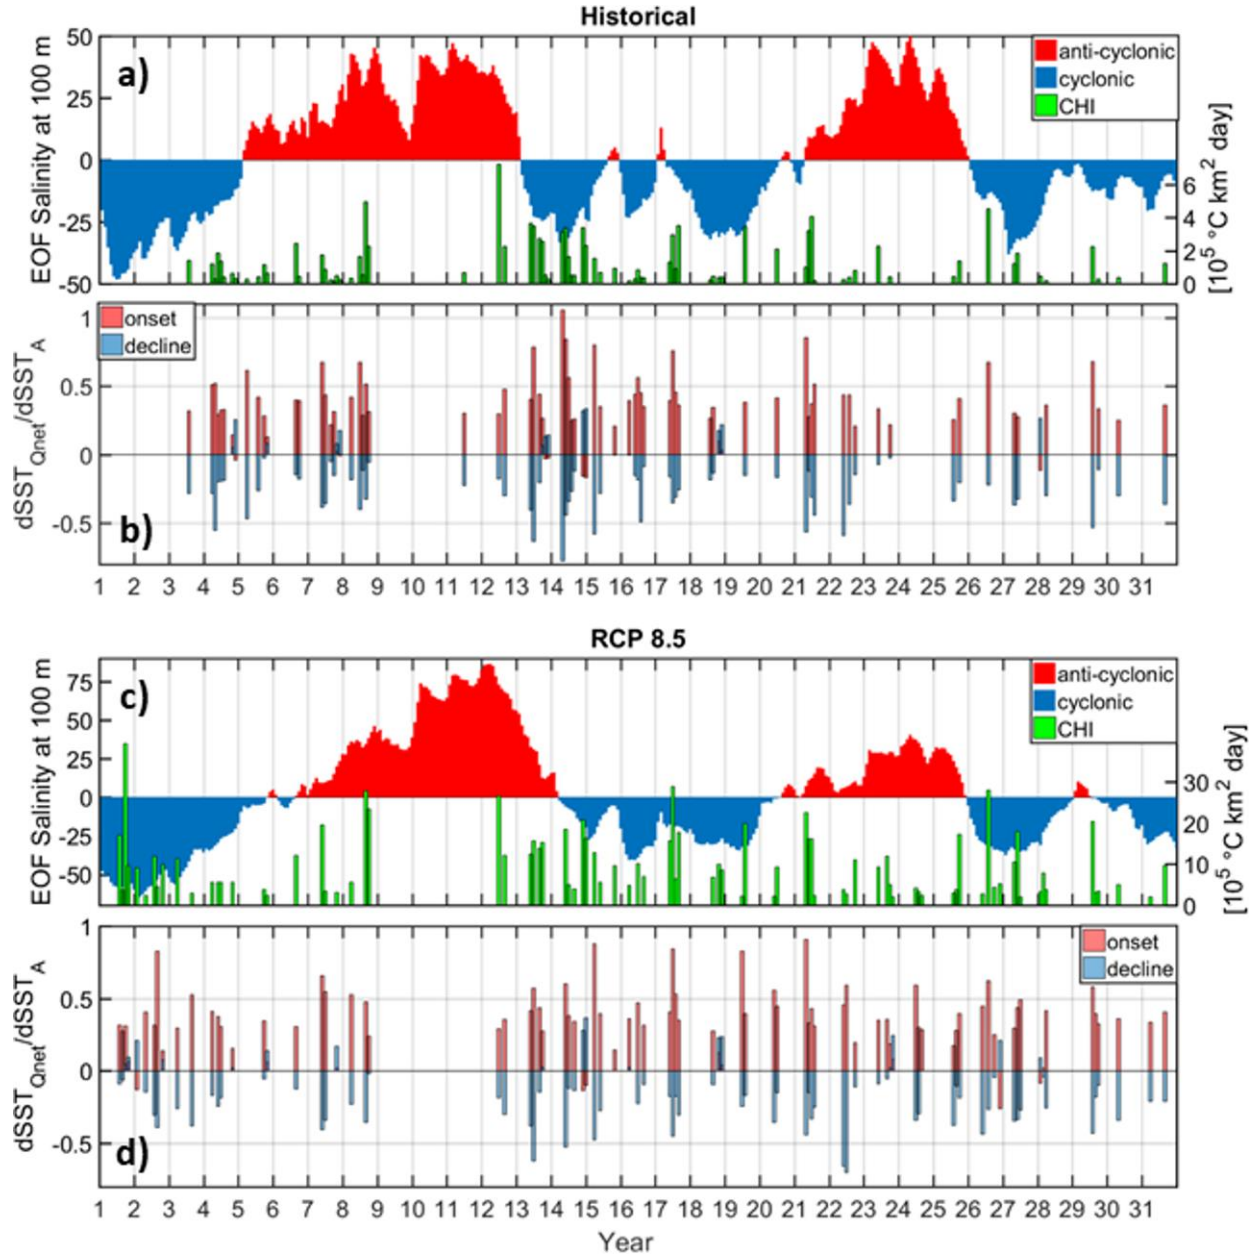 Historical
a)
50
25
0
-25
-50
EOF Salinity at 100 m
anti-cyclonic
cyclonic
CHI
6
4
2
0
[10⁵ °C km² day]
onset
decline
1
0.5
0
-0.5
dSST_Qnet/dSST_A
b)
1 2 3 4 5 6 7 8 9 10 11 12 13 14 15 16 17 18 19 20 21 22 23 24 25 26 27 28 29 30 31
RCP 8.5
c)
75
50
25
0
-25
-50
EOF Salinity at 100 m
anti-cyclonic
cyclonic
CHI
30
20
10
0
[10⁵ °C km² day]
onset
decline
1
0.5
0
-0.5
dSST_Qnet/dSST_A
d)
1 2 3 4 5 6 7 8 9 10 11 12 13 14 15 16 17 18 19 20 21 22 23 24 25 26 27 28 29 30 31
Year